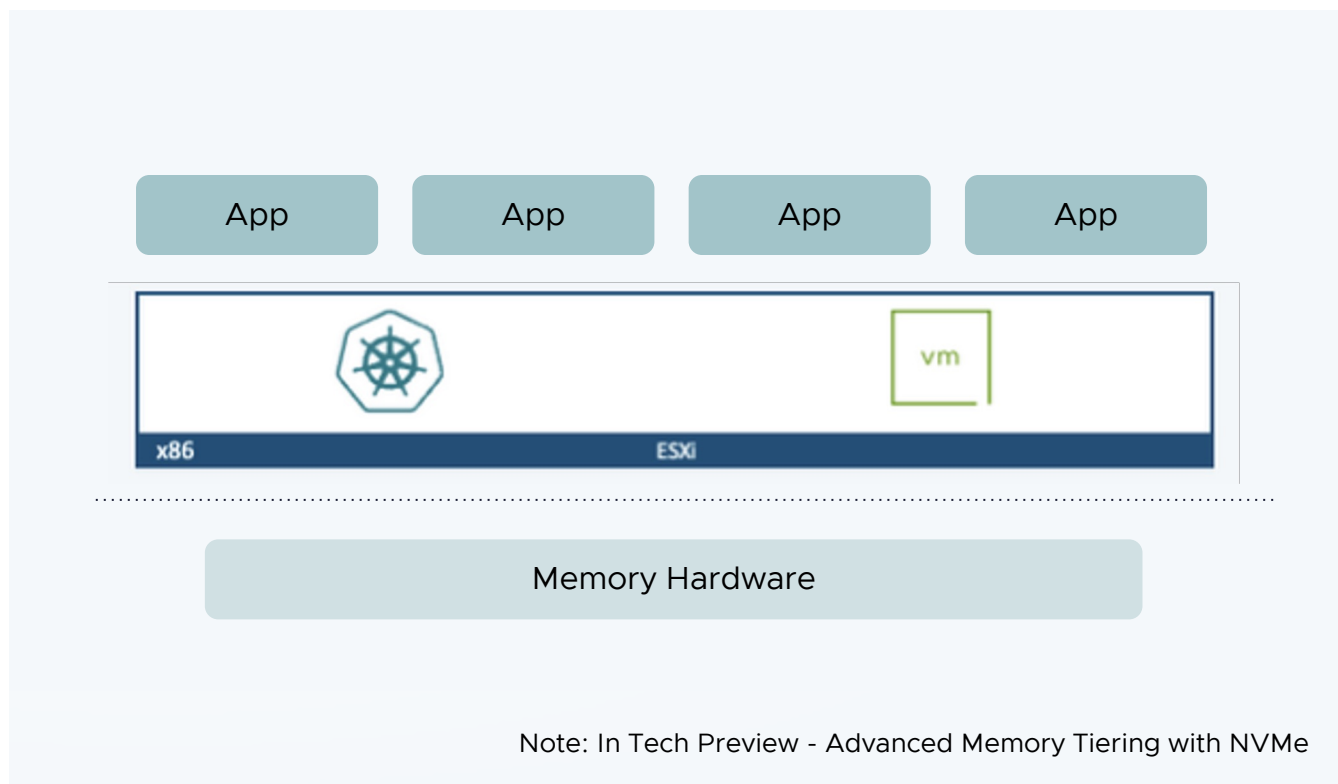 App App App App
vm
x86 ESXi
Memory Hardware
Note: In Tech Preview - Advanced Memory Tiering with NVMe